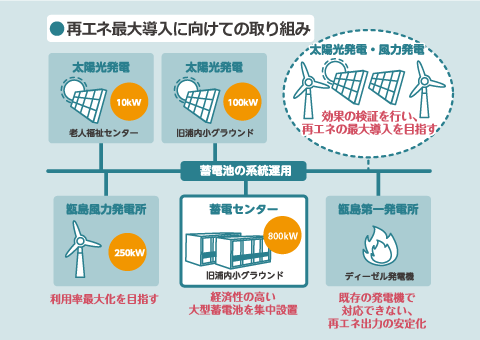 ●再エネ最大導入に向けての取り組み
太陽光発電
10kW
老人福祉センター
太陽光発電
100kW
旧浦内小グラウンド
太陽光発電・風力発電
効果の検証を行い、
再エネの最大導入を目指す
蓄電池の系統運用
甑島風力発電所
250kW
利用率最大化を目指す
蓄電センター
800kW
旧浦内小グラウンド
経済性の高い
大型蓄電池を集中設置
甑島第一発電所
ディーゼル発電機
既存の発電機で
対応できない、
再エネ出力の安定化